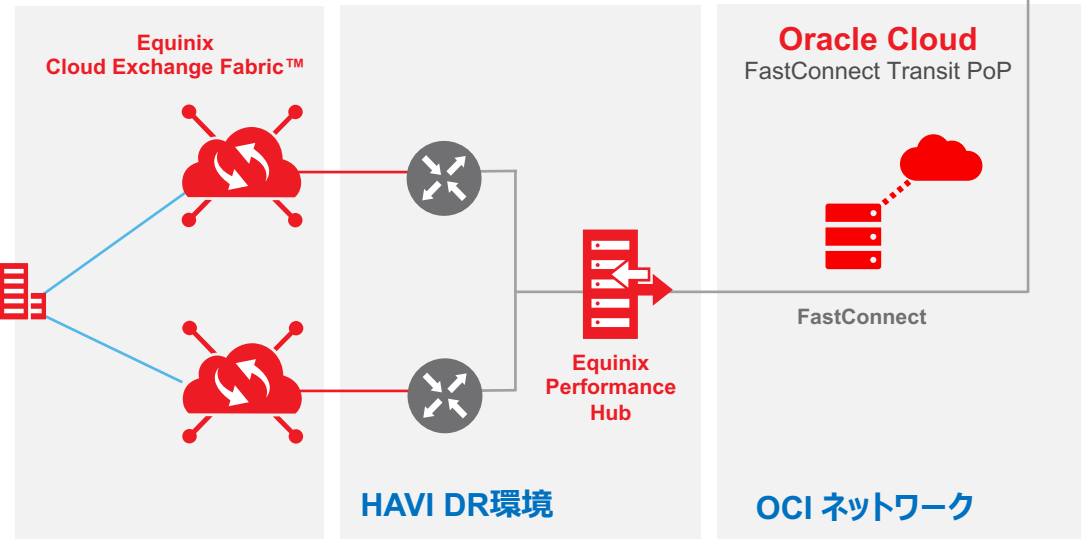 Equinix
Cloud Exchange Fabric™
Oracle Cloud
FastConnect Transit PoP
FastConnect
Equinix
Performance
Hub
HAVI DR環境
OCI ネットワーク